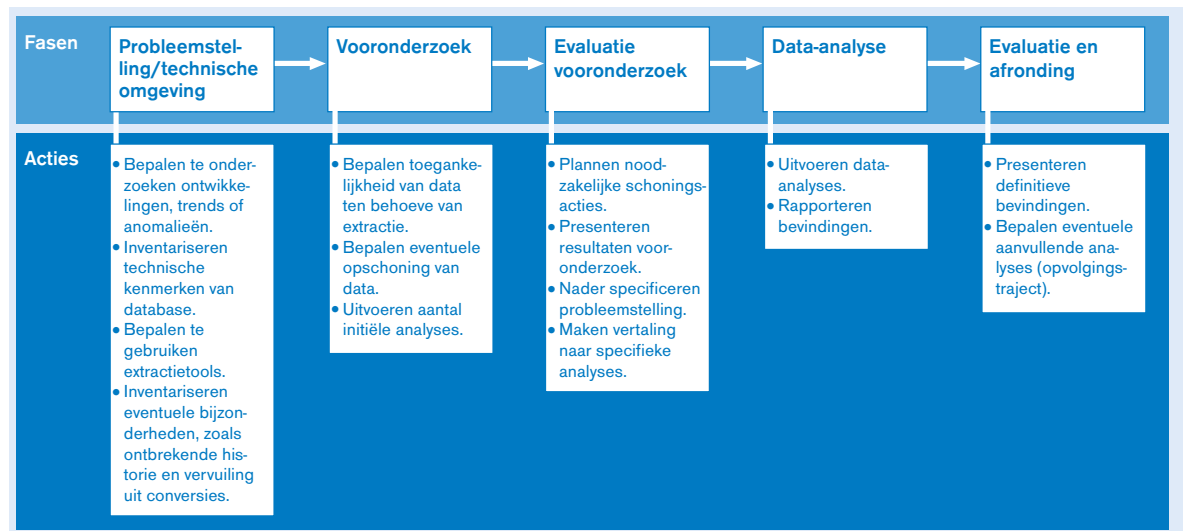 Fasen
Probleemstel-
ling/technische
omgeving
Vooronderzoek
Evaluatie
vooronderzoek
Data-analyse
Evaluatie en
afronding
Acties
• Bepalen te onder-
zoeken ontwikke-
lingen, trends of
anomalieën.
• Inventariseren
technische
kenmerken van
database.
• Bepalen te
gebruiken
extractietools.
• Inventariseren
eventuele bijzon-
derheden, zoals
ontbrekende his-
torie en vervuiling
uit conversies.
• Bepalen toeganke-
lijkheid van data
ten behoeve van
extractie.
• Bepalen eventuele
opschoning van
data.
• Uitvoeren aantal
initiële analyses.
• Plannen nood-
zakelijke schonings-
acties.
• Presenteren
resultaten voor-
onderzoek.
• Nader specificeren
probleemstelling.
• Maken vertaling
naar specifieke
analyses.
• Uitvoeren data-
analyses.
• Rapporteren
bevindingen.
• Presenteren
definitieve
bevindingen.
• Bepalen eventuele
aanvullende ana-
lyses (opvolgings-
traject).